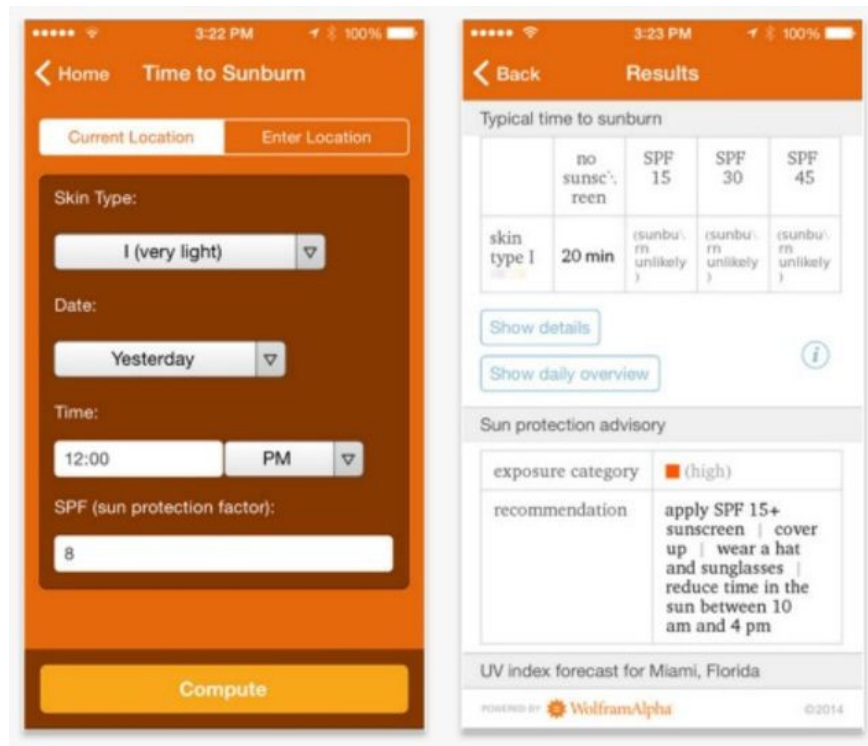 3:22 PM 100%
Home Time to Sunburn
Current Location Enter Location
Skin Type:
I (very light)
Date:
Yesterday
Time:
12:00 PM
SPF (sun protection factor):
8
Compute
3:23 PM 100%
Back Results
Typical time to sunburn
no SPF SPF SPF
sunsc 15 30 45
reen
skin (sunbu (sunbu (sunbu
type I 20 min rn rn rn
unlikely unlikely unlikely
) ) )
Show details
Show daily overview
i
Sun protection advisory
exposure category (high)
recommendation apply SPF 15+
sunscreen | cover
up | wear a hat
and sunglasses |
reduce time in the
sun between 10
am and 4 pm
UV index forecast for Miami, Florida
POWERED BY WolframAlpha ©2014